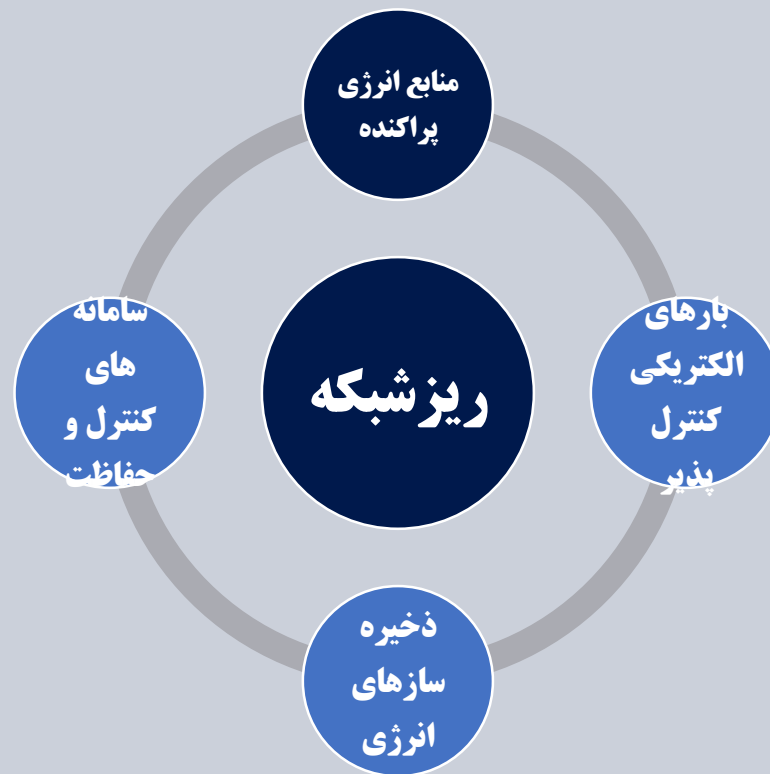 منابع انرژی
پراکنده
بارهای
الکتریکی
کنترل
پذیر
ریزشبکه
سامانه
های
کنترل و
حفاظت
ذخیره
سازهای
انرژی